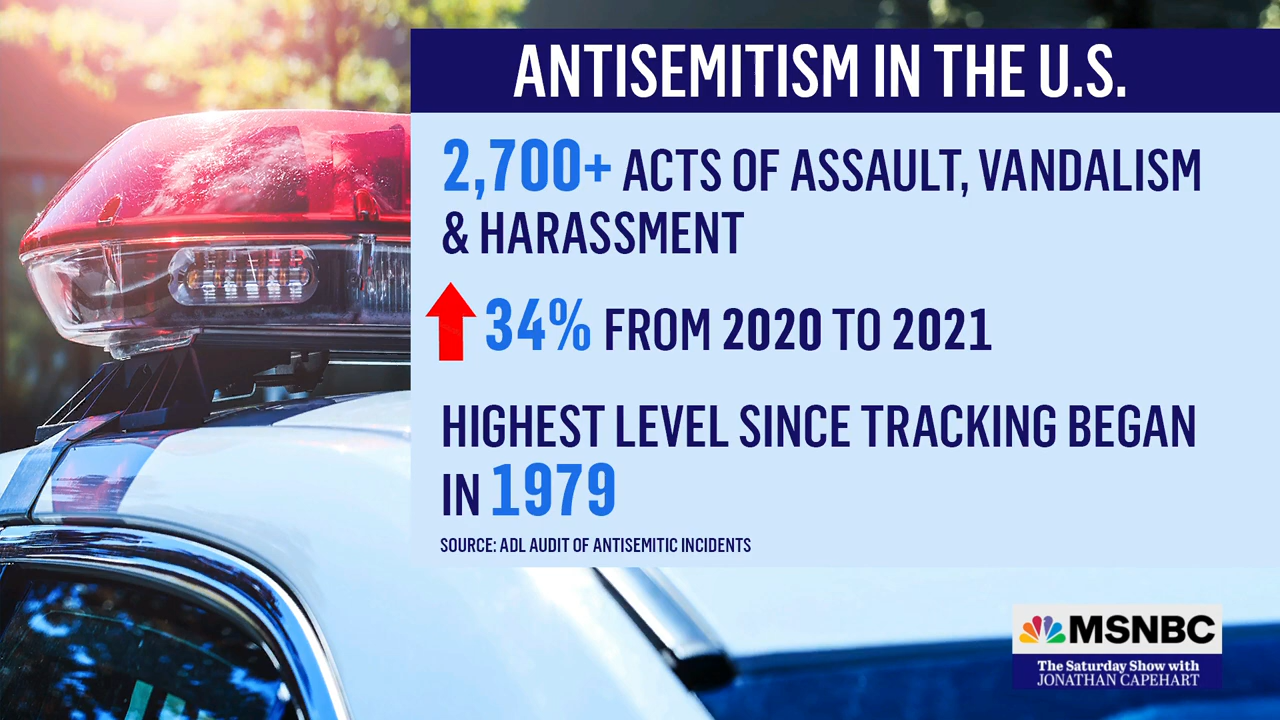 ANTISEMITISM IN THE U.S.
2,700+ ACTS OF ASSAULT, VANDALISM
& HARASSMENT
34% FROM 2020 TO 2021
HIGHEST LEVEL SINCE TRACKING BEGAN
IN 1979
SOURCE: ADL AUDIT OF ANTISEMITIC INCIDENTS
MSNBC
The Saturday Show with
JONATHAN CAPEHART